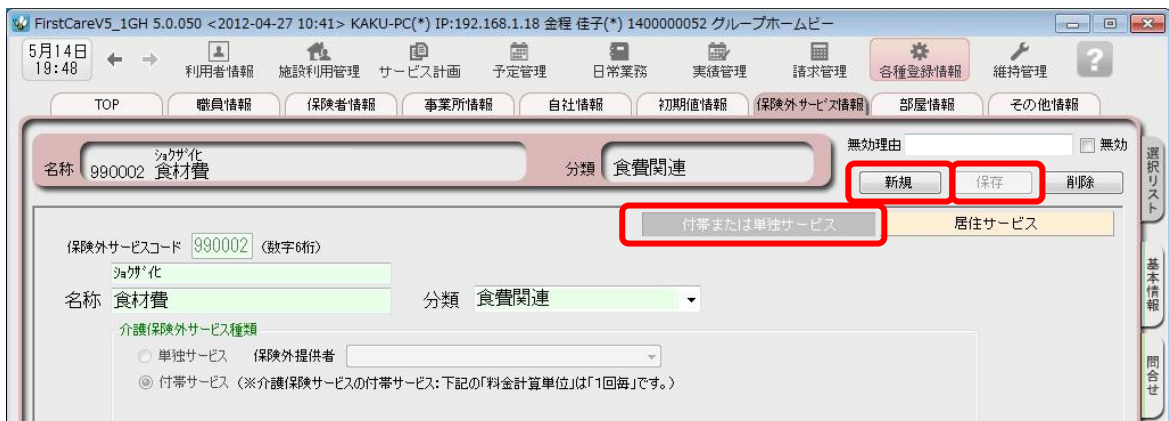 FirstCareV5_1GH 5.0.050 <2012-04-27 10:41> KAKU-PC(*) IP:192.168.1.18 金程 佳子(*) 1400000052 グループホームビー
5月14日
19:48
利用者情報 施設利用管理 サービス計画 予定管理 日常業務 実績管理 請求管理 各種登録情報 維持管理 ?
TOP 職員情報 保険者情報 事業所情報 自社情報 初期値情報 保険外サービス情報 部屋情報 その他情報
無効理由 無効
ショクザイヒ
名称 990002 食材費 分類 食費関連
新規 保存 削除
付帯または単独サービス 居住サービス
保険外サービスコード 990002 (数字6桁)
ショクザイヒ
名称 食材費 分類 食費関連
介護保険外サービス種類
単独サービス 保険外提供者
付帯サービス (※介護保険サービスの付帯サービス:下記の「料金計算単位」は「1回毎」です。)
選択リスト
基本情報
問合せ